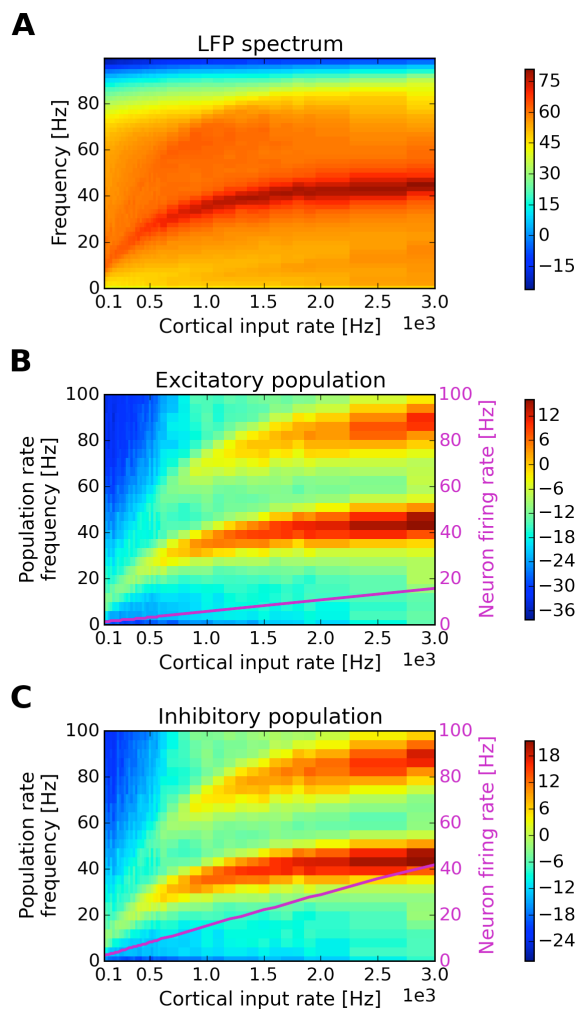 A
LFP spectrum
Frequency [Hz]
80
60
40
20
0
0.1 0.5 1.0 1.5 2.0 2.5 3.0
Cortical input rate [Hz] 1e3
75
60
45
30
15
0
−15
B
Excitatory population
Population rate
frequency [Hz]
100
80
60
40
20
0
100
80
60
40
20
0
Neuron firing rate [Hz]
0.1 0.5 1.0 1.5 2.0 2.5 3.0
Cortical input rate [Hz] 1e3
12
6
0
−6
−12
−18
−24
−30
−36
C
Inhibitory population
Population rate
frequency [Hz]
100
80
60
40
20
0
100
80
60
40
20
0
Neuron firing rate [Hz]
0.1 0.5 1.0 1.5 2.0 2.5 3.0
Cortical input rate [Hz] 1e3
18
12
6
0
−6
−12
−18
−24